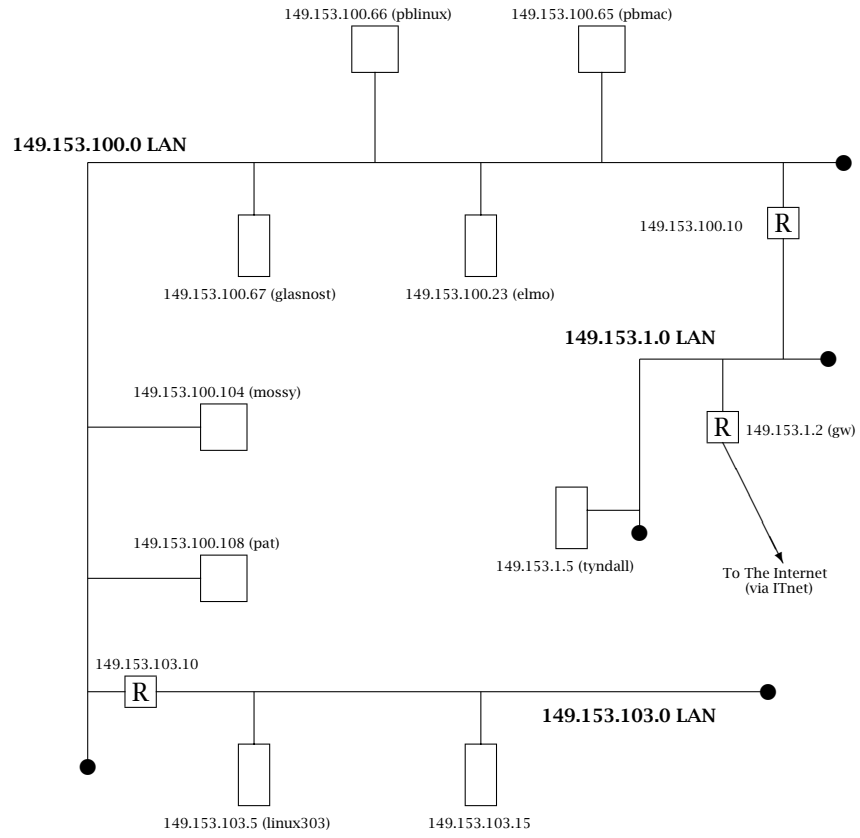 149.153.100.66 (pblinux)
149.153.100.65 (pbmac)
149.153.100.0 LAN
149.153.100.10
R
149.153.100.67 (glasnost)
149.153.100.23 (elmo)
149.153.1.0 LAN
149.153.100.104 (mossy)
R
149.153.1.2 (gw)
149.153.100.108 (pat)
149.153.1.5 (tyndall)
To The Internet
(via ITnet)
149.153.103.10
R
149.153.103.0 LAN
149.153.103.5 (linux303)
149.153.103.15